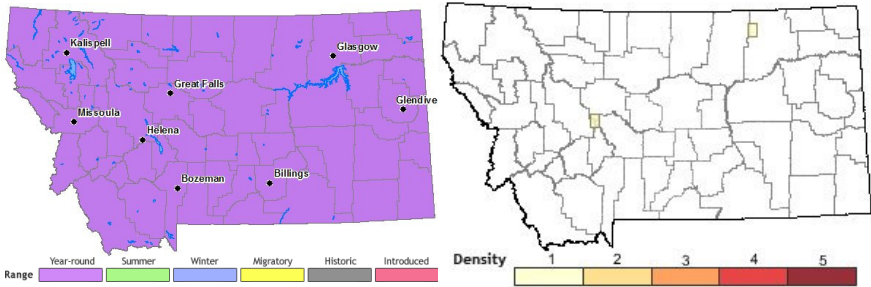 Kalispell
Glasgow
Great Falls
Glendive
Missoula
Helena
Bozeman
Billings
Range
Year-round
Summer
Winter
Migratory
Historic
Introduced
Density
1
2
3
4
5